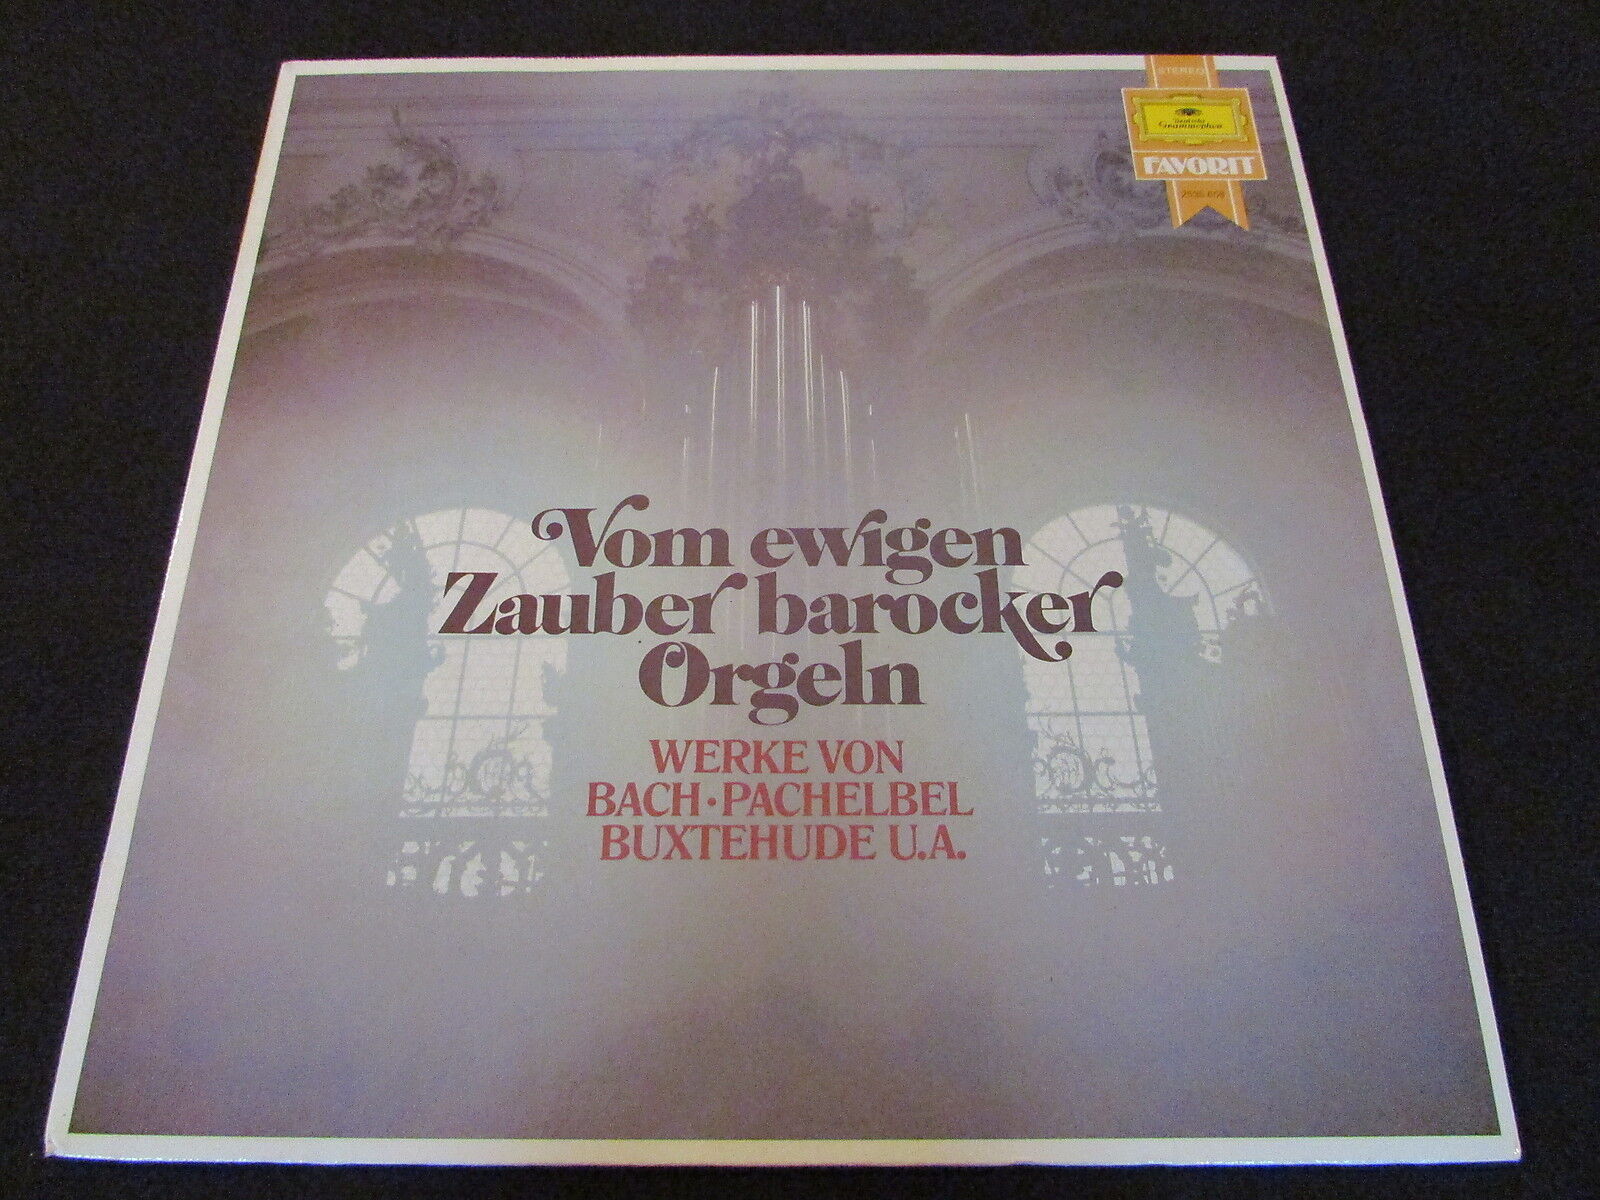 STEREO
Deutsche
Grammophon
FAVORIT
Vom ewigen
Zauber barocker
Orgeln
WERKE VON
BACH·PACHELBEL
BUXTEHUDE U.A.